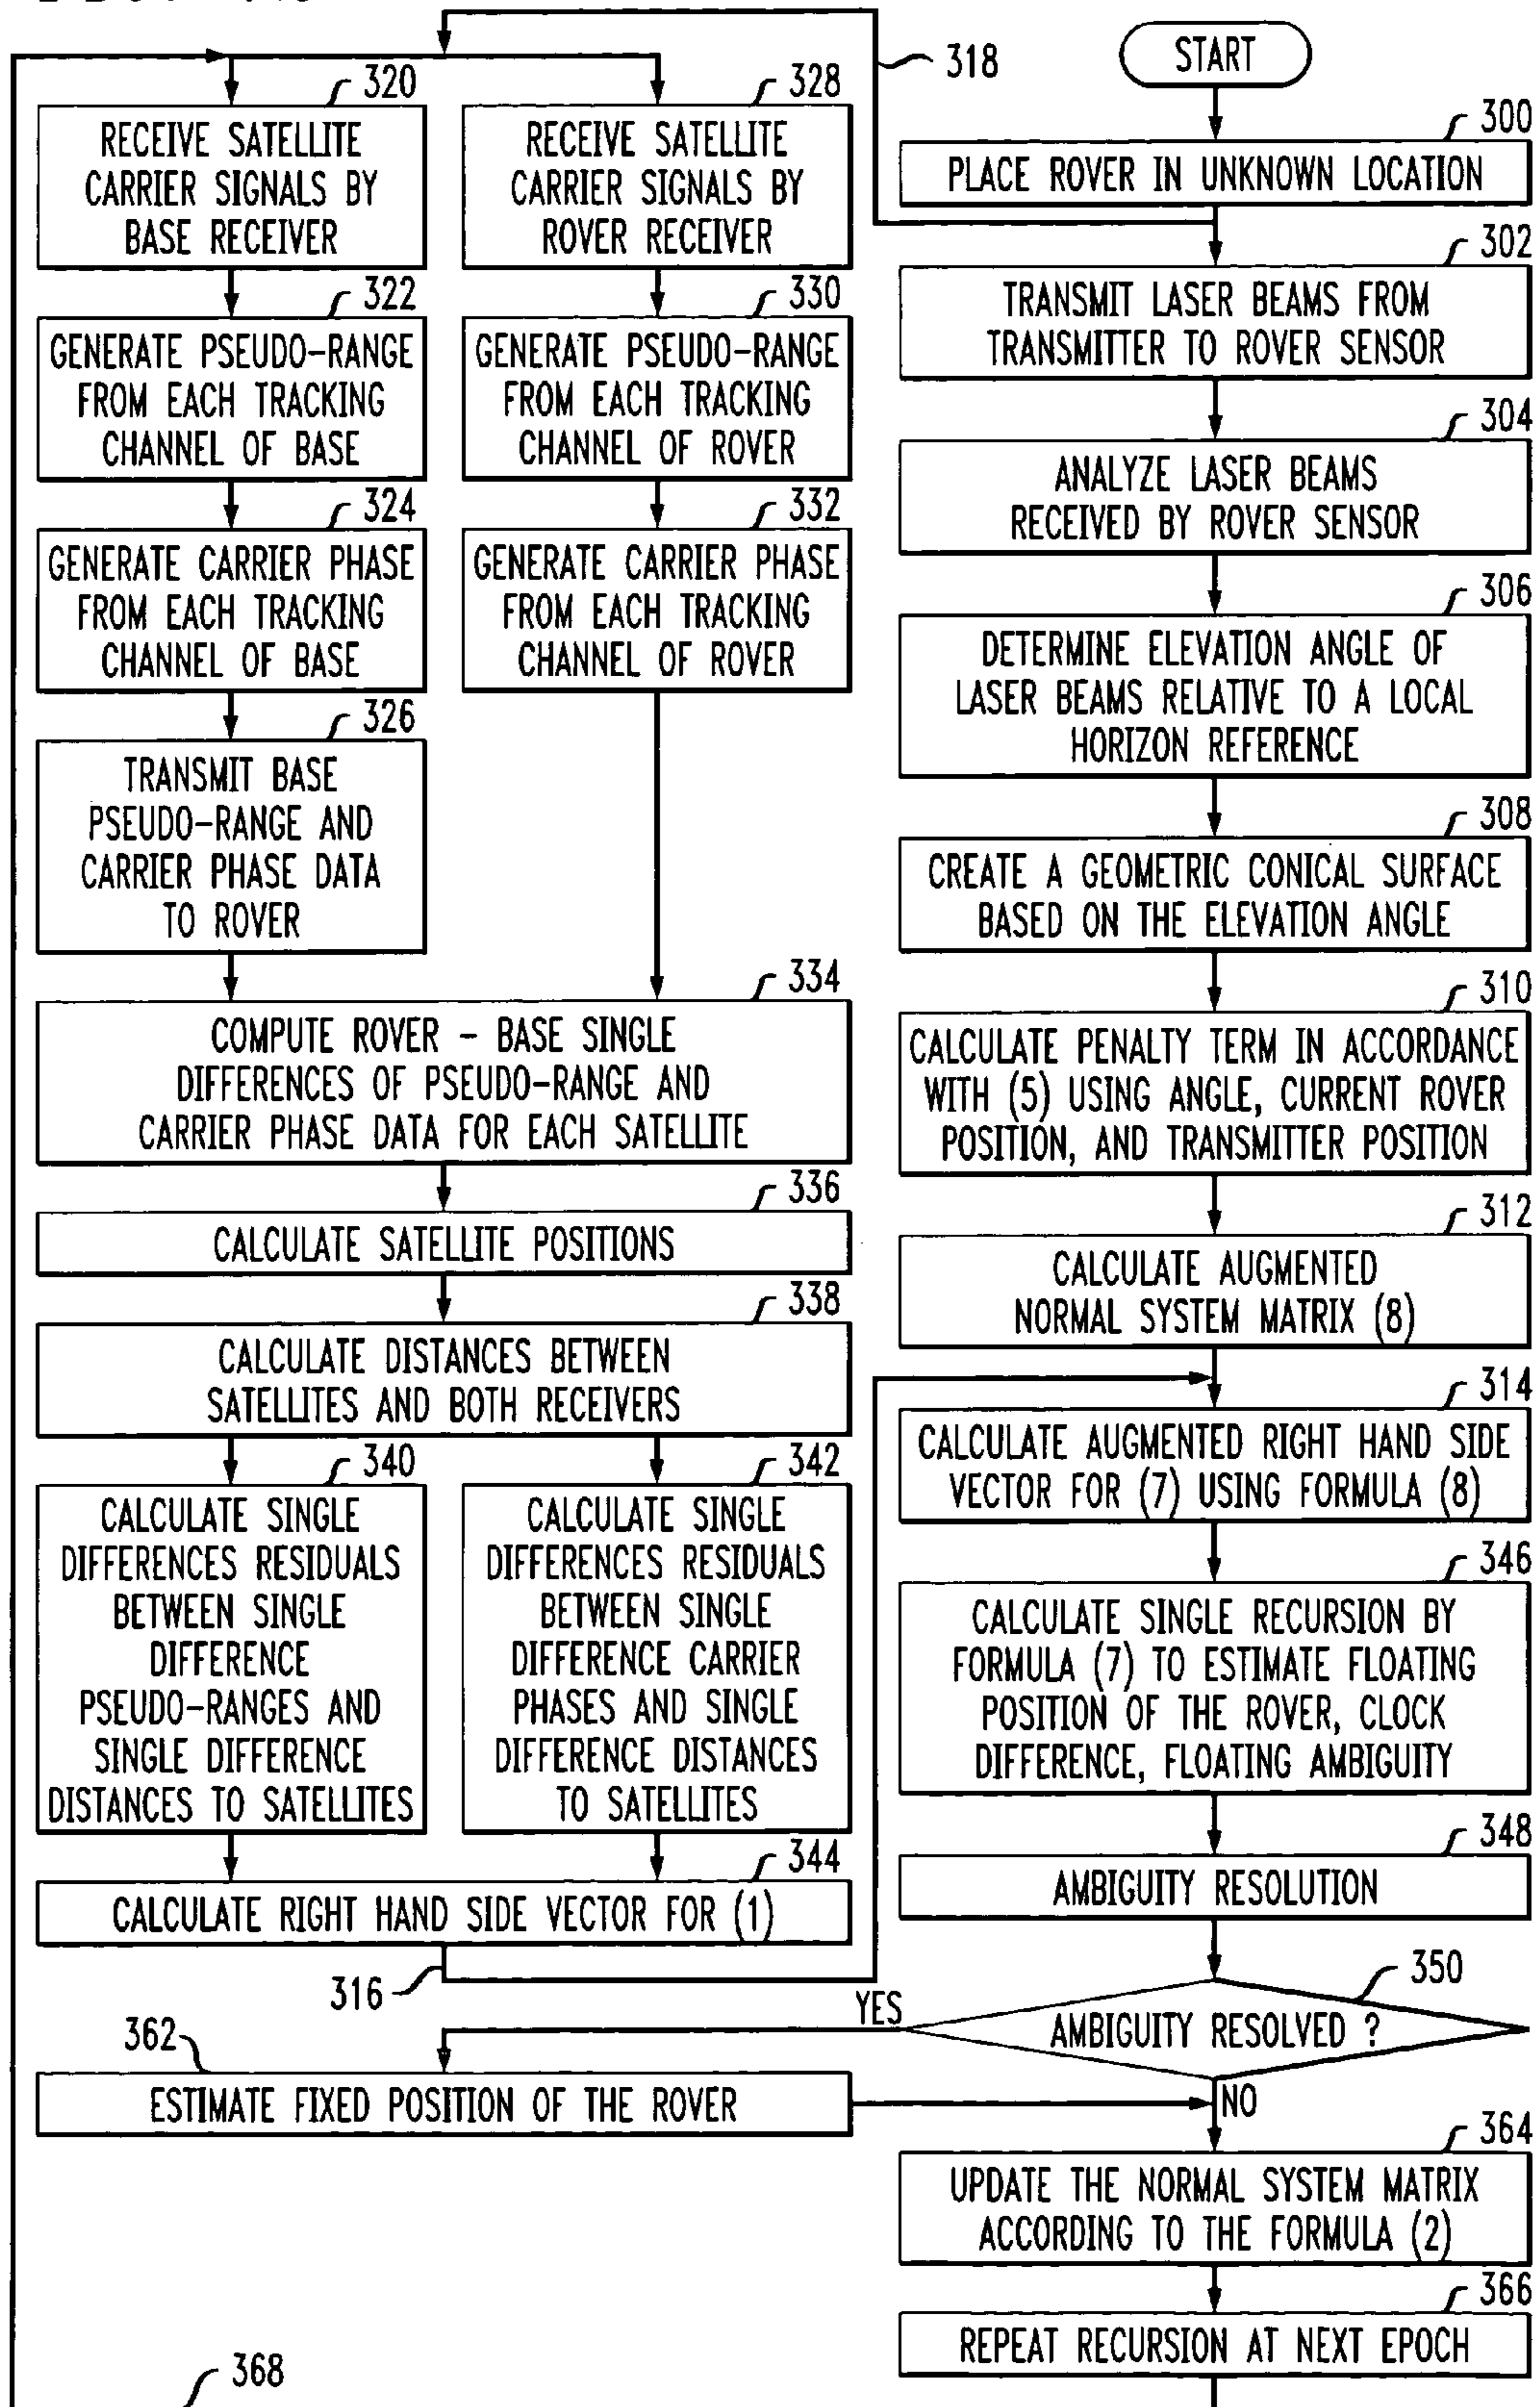 318
START
300
PLACE ROVER IN UNKNOWN LOCATION
302
TRANSMIT LASER BEAMS FROM
TRANSMITTER TO ROVER SENSOR
304
ANALYZE LASER BEAMS
RECEIVED BY ROVER SENSOR
306
DETERMINE ELEVATION ANGLE OF
LASER BEAMS RELATIVE TO A LOCAL
HORIZON REFERENCE
308
CREATE A GEOMETRIC CONICAL SURFACE
BASED ON THE ELEVATION ANGLE
310
CALCULATE PENALTY TERM IN ACCORDANCE
WITH (5) USING ANGLE, CURRENT ROVER
POSITION, AND TRANSMITTER POSITION
312
CALCULATE AUGMENTED
NORMAL SYSTEM MATRIX (8)
320
RECEIVE SATELLITE
CARRIER SIGNALS BY
BASE RECEIVER
322
GENERATE PSEUDO-RANGE
FROM EACH TRACKING
CHANNEL OF BASE
324
GENERATE CARRIER PHASE
FROM EACH TRACKING
CHANNEL OF BASE
326
TRANSMIT BASE
PSEUDO-RANGE AND
CARRIER PHASE DATA
TO ROVER
328
RECEIVE SATELLITE
CARRIER SIGNALS BY
ROVER RECEIVER
330
GENERATE PSEUDO-RANGE
FROM EACH TRACKING
CHANNEL OF ROVER
332
GENERATE CARRIER PHASE
FROM EACH TRACKING
CHANNEL OF ROVER
334
COMPUTE ROVER - BASE SINGLE
DIFFERENCES OF PSEUDO-RANGE AND
CARRIER PHASE DATA FOR EACH SATELLITE
336
CALCULATE SATELLITE POSITIONS
338
CALCULATE DISTANCES BETWEEN
SATELLITES AND BOTH RECEIVERS
340
CALCULATE SINGLE
DIFFERENCES RESIDUALS
BETWEEN SINGLE
DIFFERENCE
PSEUDO-RANGES AND
SINGLE DIFFERENCE
DISTANCES TO SATELLITES
342
CALCULATE SINGLE
DIFFERENCES RESIDUALS
BETWEEN SINGLE
DIFFERENCE CARRIER
PHASES AND SINGLE
DIFFERENCE DISTANCES
TO SATELLITES
344
CALCULATE RIGHT HAND SIDE VECTOR FOR (1)
316
314
CALCULATE AUGMENTED RIGHT HAND SIDE
VECTOR FOR (7) USING FORMULA (8)
346
CALCULATE SINGLE RECURSION BY
FORMULA (7) TO ESTIMATE FLOATING
POSITION OF THE ROVER, CLOCK
DIFFERENCE, FLOATING AMBIGUITY
348
AMBIGUITY RESOLUTION
350
AMBIGUITY RESOLVED ?
YES
362
ESTIMATE FIXED POSITION OF THE ROVER
NO
364
UPDATE THE NORMAL SYSTEM MATRIX
ACCORDING TO THE FORMULA (2)
366
REPEAT RECURSION AT NEXT EPOCH
368